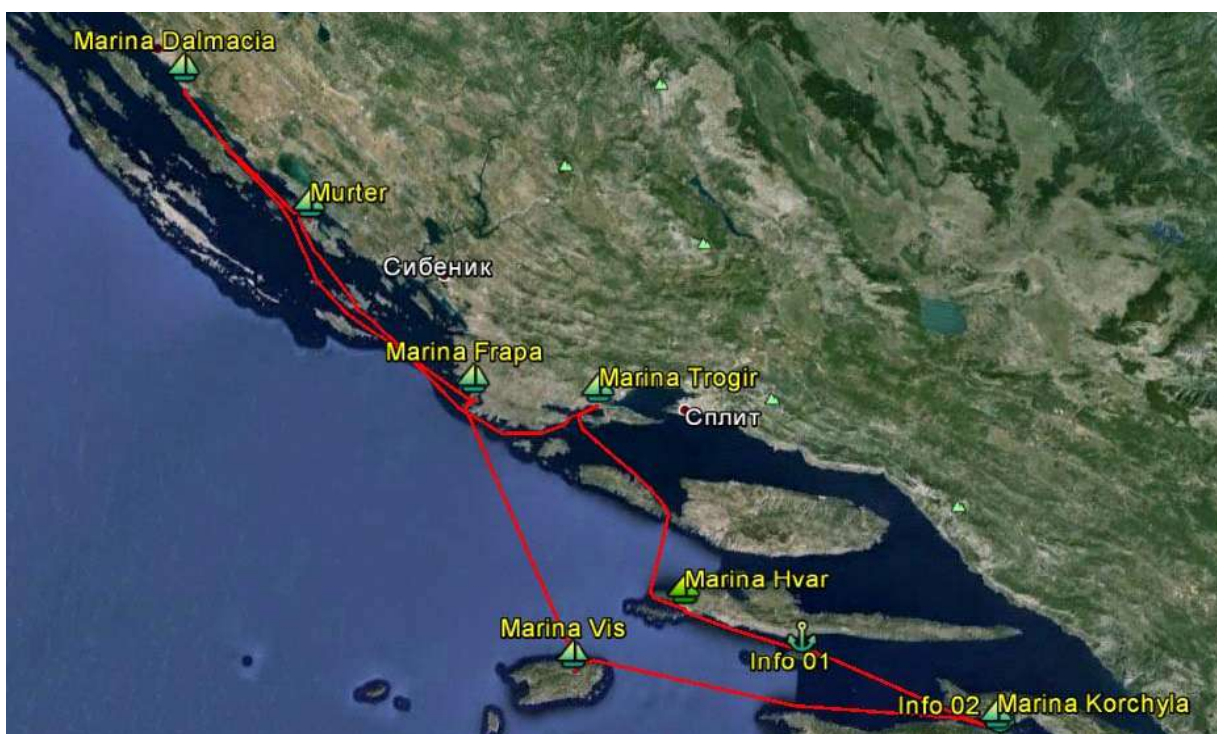 Marina Dalmacia
Murter
Сибеник
Marina Frapa
Marina Trogir
Сплит
Marina Hvar
Marina Vis
Info 01
Info 02
Marina Korchyla